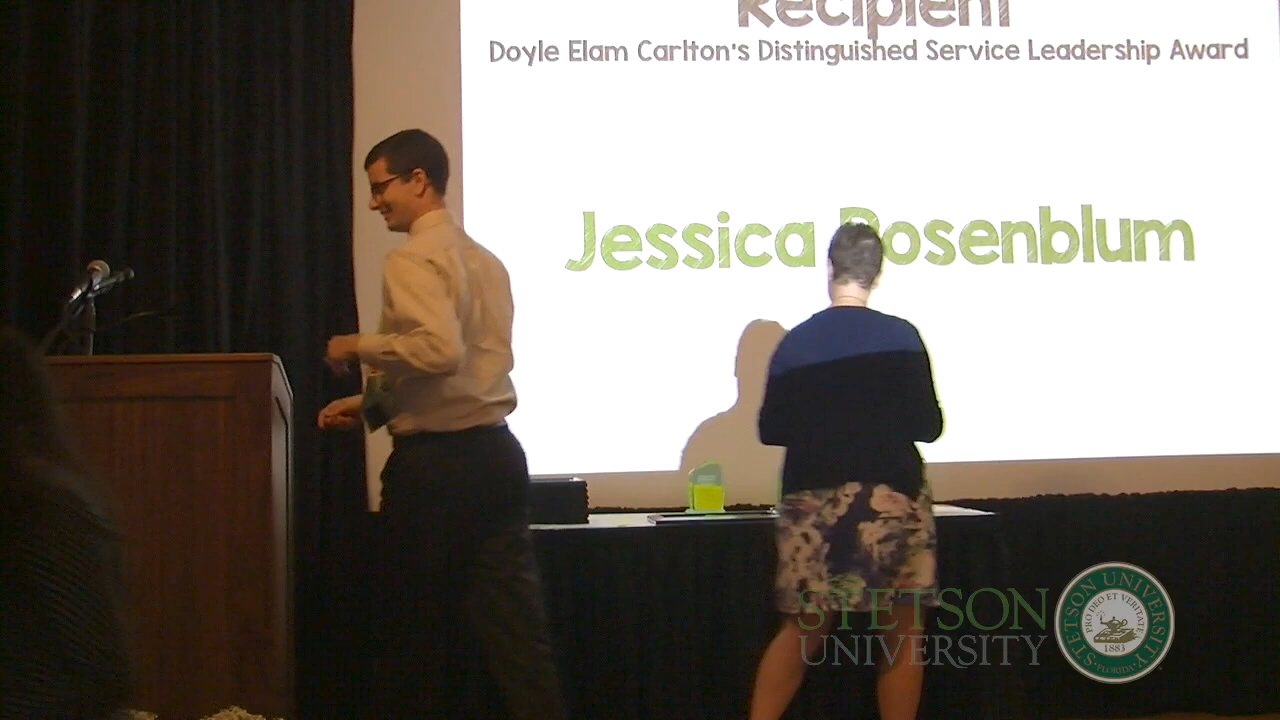 Recipient
Doyle Elam Carlton's Distinguished Service Leadership Award
Jessica Rosenblum
STETSON
UNIVERSITY
STETSON UNIVERSITY
PRO DEO ET VERITATE
1883
FLORIDA